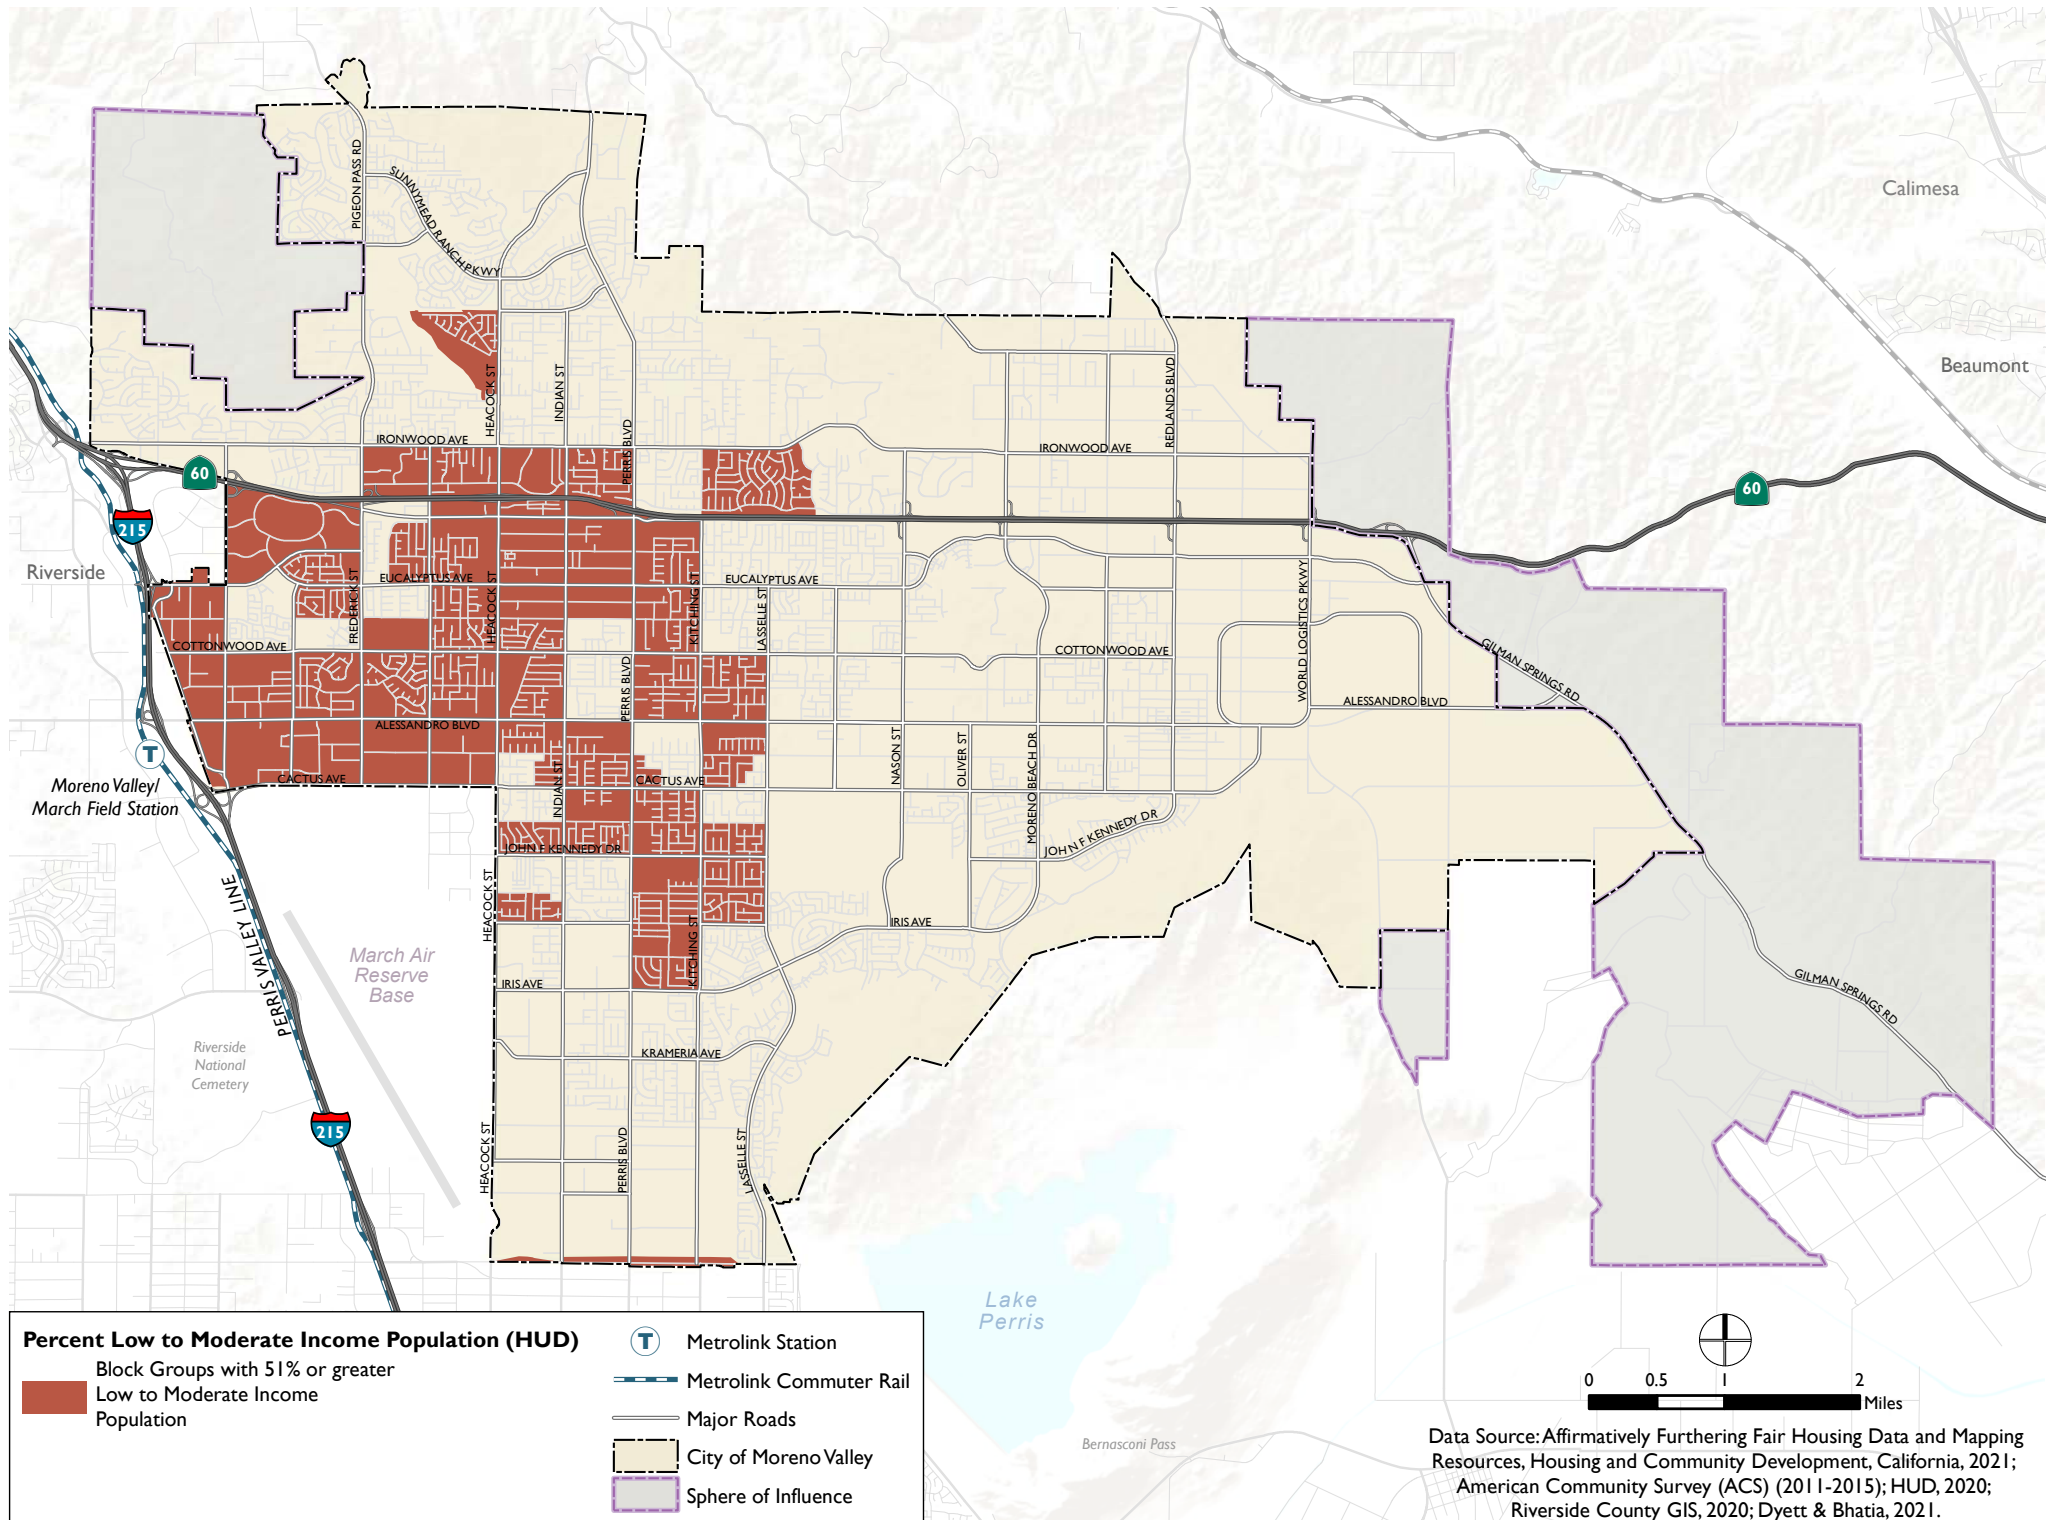 Calimesa
PIGEON PASS RD
SUNNYMEAD RANCH PKWY
Beaumont
HEACOCK ST
INDIAN ST
PERRIS BLVD
REDLANDS BLVD
IRONWOOD AVE
IRONWOOD AVE
60
60
215
Riverside
EUCALYPTUS AVE
EUCALYPTUS AVE
FREDERICK ST
HEACOCK ST
KITCHING ST
LASSELLE ST
WORLD LOGISTICS PKWY
COTTONWOOD AVE
COTTONWOOD AVE
GILMAN SPRINGS RD
PERRIS BLVD
ALESSANDRO BLVD
ALESSANDRO BLVD
T
NASON ST
OLIVER ST
MORENO BEACH DR
Moreno Valley/
March Field Station
CACTUS AVE
CACTUS AVE
INDIAN ST
JOHN F KENNEDY DR
JOHN F KENNEDY DR
HEACOCK ST
PERRIS VALLEY LINE
KITCHING ST
IRIS AVE
March Air
Reserve
Base
IRIS AVE
GILMAN SPRINGS RD
Riverside
National
Cemetery
KRAMERIA AVE
215
HEACOCK ST
PERRIS BLVD
LASSELLE ST
Lake
Perris
Bernasconi Pass
Percent Low to Moderate Income Population (HUD)
Block Groups with 51% or greater
Low to Moderate Income
Population
T
Metrolink Station
Metrolink Commuter Rail
Major Roads
City of Moreno Valley
Sphere of Influence
0 0.5 1 2
Miles
Data Source: Affirmatively Furthering Fair Housing Data and Mapping
Resources, Housing and Community Development, California, 2021;
American Community Survey (ACS) (2011-2015); HUD, 2020;
Riverside County GIS, 2020; Dyett & Bhatia, 2021.